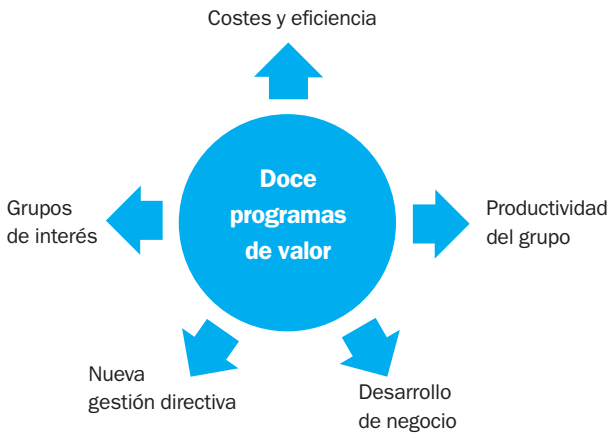 Costes y eficiencia
Doce
programas
de valor
Grupos
de interés
Productividad
del grupo
Nueva
gestión directiva
Desarrollo
de negocio